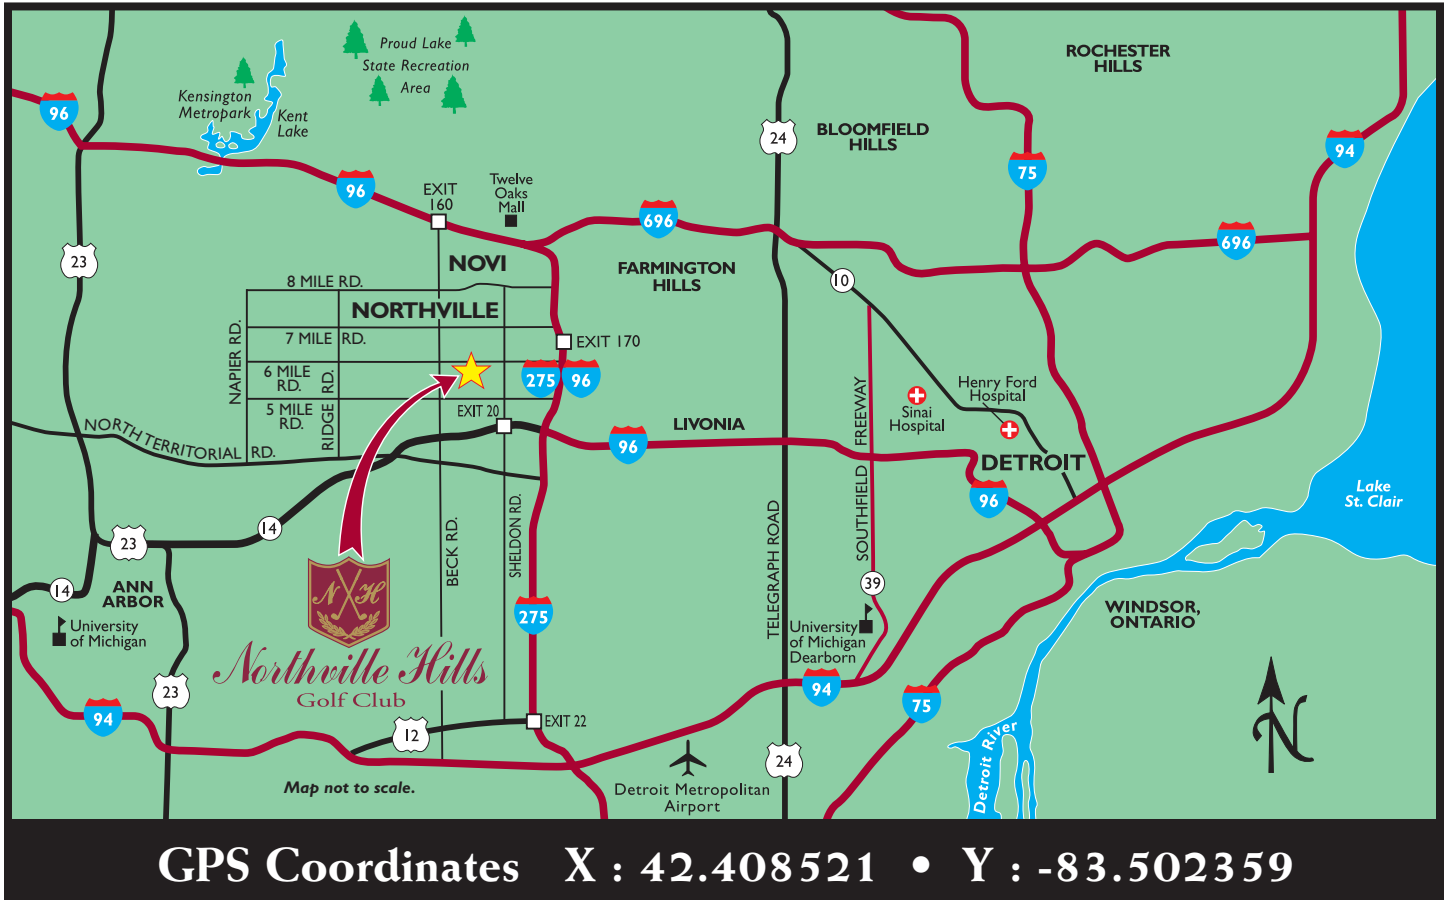 Proud Lake
State Recreation
Area
Kensington
Metropark
Kent
Lake
ROCHESTER
HILLS
BLOOMFIELD
HILLS
96
24
94
75
96
EXIT
160
Twelve
Oaks
Mall
696
696
23
NOVI
FARMINGTON
HILLS
10
8 MILE RD.
NORTHVILLE
7 MILE RD.
EXIT 170
NAPIER RD.
6 MILE
RD.
RIDGE RD.
275
96
5 MILE
RD.
EXIT 20
Henry Ford
Hospital
Sinai
Hospital
SOUTHFIELD FREEWAY
NORTH TERRITORIAL RD.
LIVONIA
96
DETROIT
96
Lake
St. Clair
14
23
BECK RD.
SHELDON RD.
TELEGRAPH ROAD
14
ANN
ARBOR
39
University
of Michigan
N H
275
University
of Michigan
Dearborn
WINDSOR,
ONTARIO
Northville Hills
Golf Club
23
94
94
75
12
EXIT 22
24
Detroit River
N
Map not to scale.
Detroit Metropolitan
Airport
GPS Coordinates X : 42.408521 • Y : -83.502359